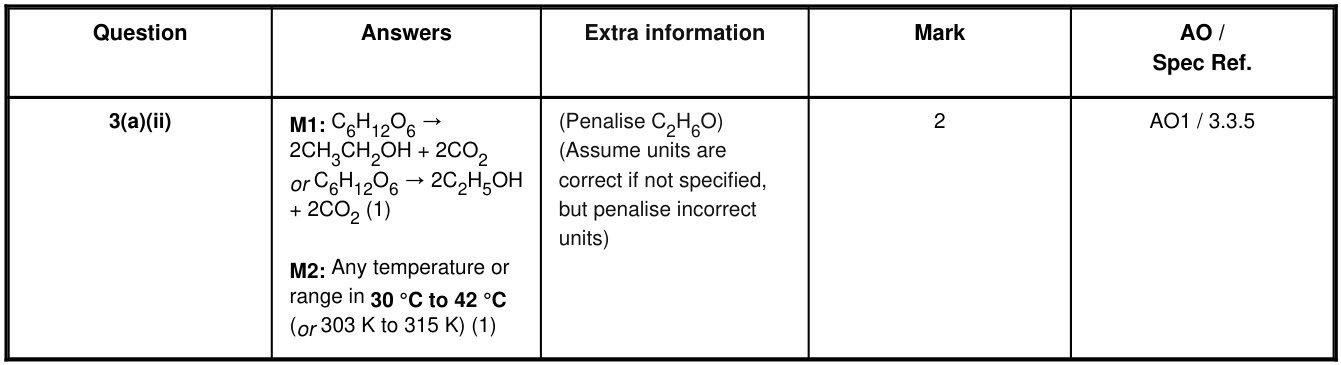 Question Answers Extra information Mark AO /
Spec Ref.
3(a)(ii)
M1: C₆H₁₂O₆ →
2CH₃CH₂OH + 2CO₂
or C₆H₁₂O₆ → 2C₂H₅OH
+ 2CO₂ (1)
M2: Any temperature or
range in 30 °C to 42 °C
(or 303 K to 315 K) (1)
(Penalise C₂H₆O)
(Assume units are
correct if not specified,
but penalise incorrect
units)
2
AO1 / 3.3.5